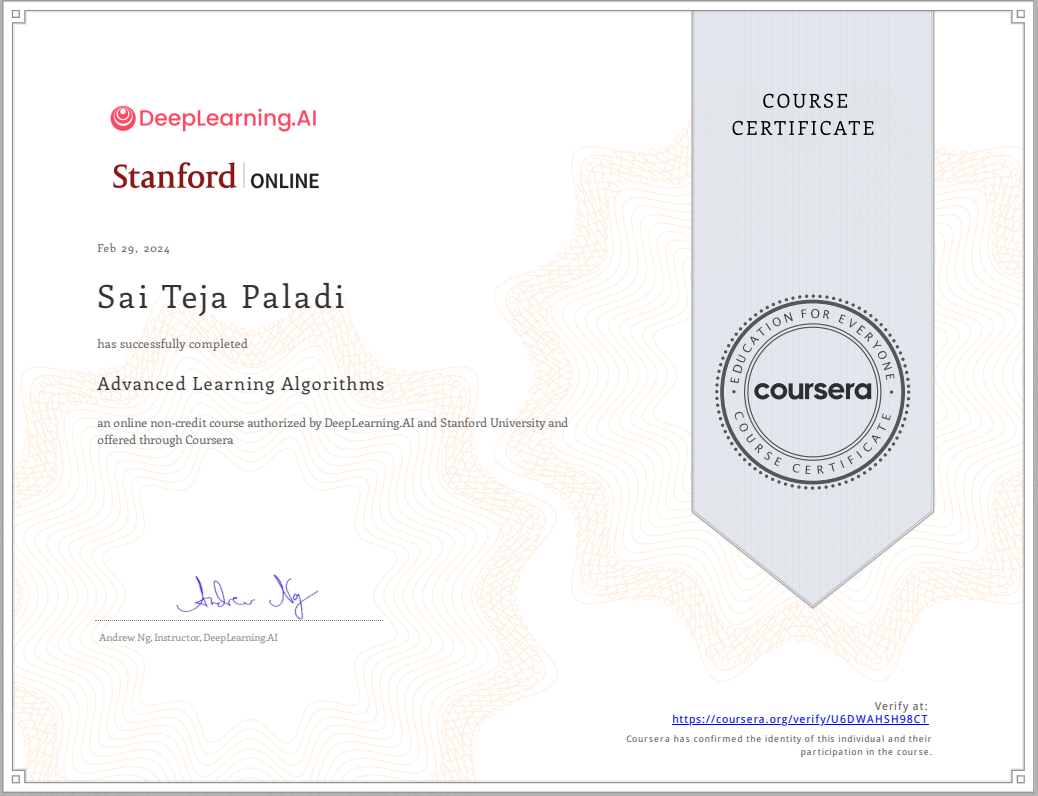 DeepLearning.AI
Stanford ONLINE
Feb 29, 2024
Sai Teja Paladi
has successfully completed
Advanced Learning Algorithms
an online non-credit course authorized by DeepLearning.AI and Stanford University and
offered through Coursera
Andrew Ng
Andrew Ng, Instructor, DeepLearning.AI
COURSE
CERTIFICATE
EDUCATION FOR EVERYONE
coursera
COURSE CERTIFICATE
Verify at:
https://coursera.org/verify/U6DWAHSH98CT
Coursera has confirmed the identity of this individual and their
participation in the course.